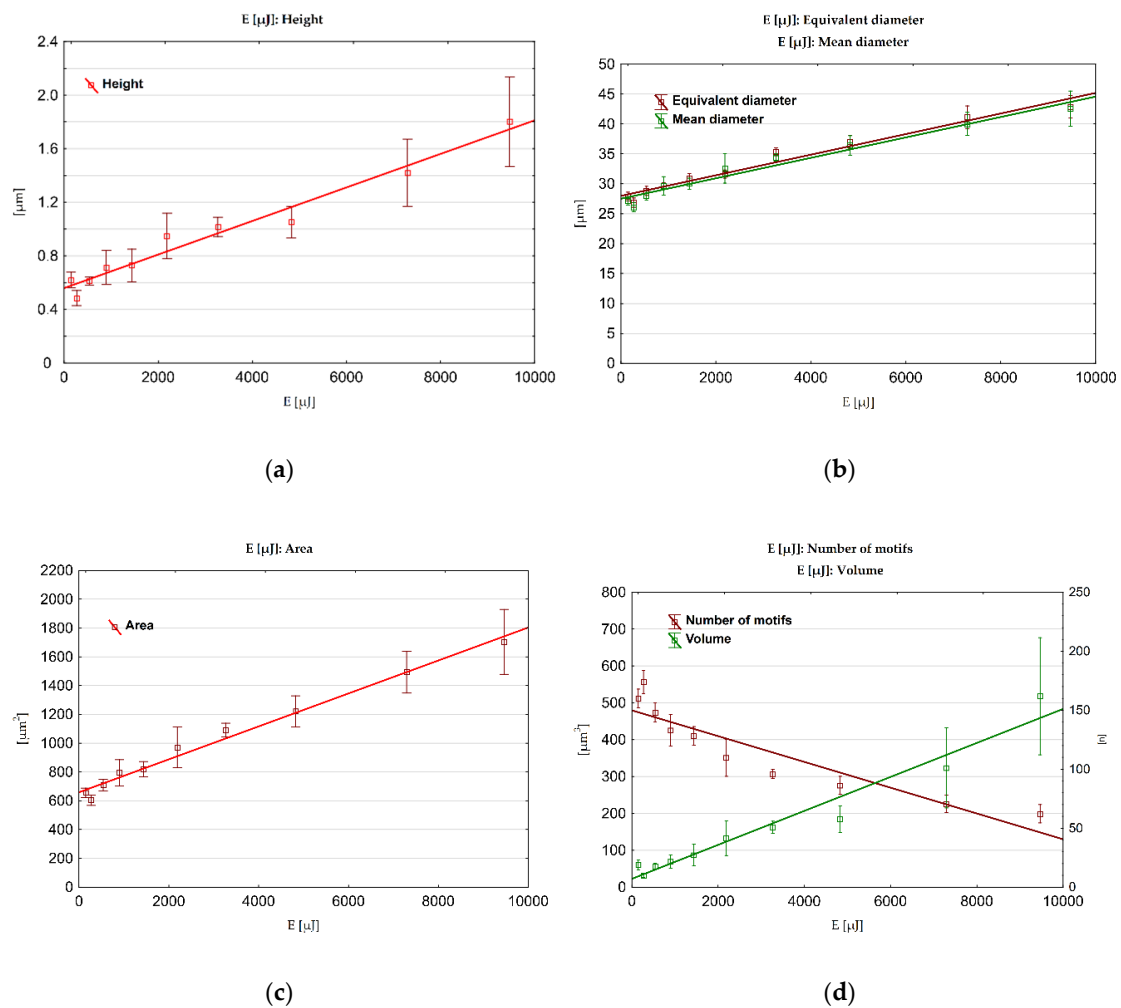 E [μJ]: Height
2.4
2.0
1.6
1.2
0.8
0.4
0
[μm]
Height
0 2000 4000 6000 8000 10000
E [μJ]
(a)
E [μJ]: Equivalent diameter
E [μJ]: Mean diameter
50
45
40
35
30
25
20
15
10
5
0
[μm]
Equivalent diameter
Mean diameter
0 2000 4000 6000 8000 10000
E [μJ]
(b)
E [μJ]: Area
2200
2000
1800
1600
1400
1200
1000
800
600
400
200
0
[μm²]
Area
0 2000 4000 6000 8000 10000
E [μJ]
(c)
E [μJ]: Number of motifs
E [μJ]: Volume
800
700
600
500
400
300
200
100
0
[μm³]
Number of motifs
Volume
250
200
150
100
50
0
[n]
0 2000 4000 6000 8000 10000
E [μJ]
(d)